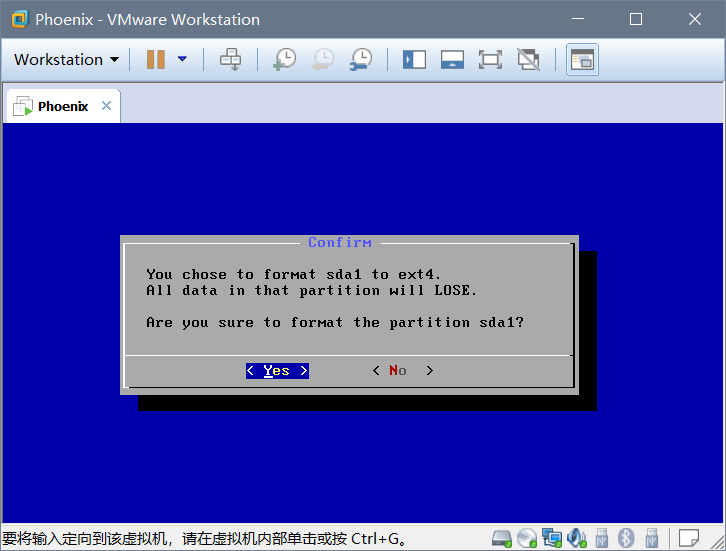 Phoenix - VMware Workstation
Workstation
Phoenix
Confirm
You chose to format sda1 to ext4.
All data in that partition will LOSE.
Are you sure to format the partition sda1?
< Yes > < No >
要将输入定向到该虚拟机，请在虚拟机内部单击或按 Ctrl+G。